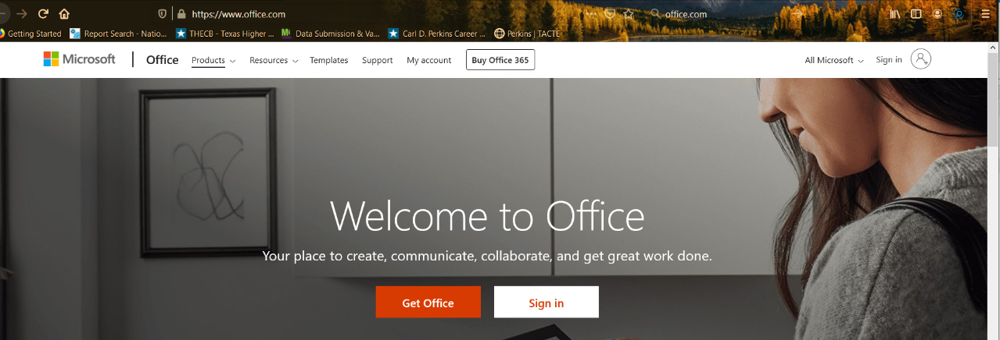 https://www.office.com
office.com
Getting Started Report Search - Natio... THECB - Texas Higher ... Data Submission & Va... Carl D. Perkins Career ... Perkins | TACTE
Microsoft Office Products Resources Templates Support My account Buy Office 365 All Microsoft Sign in
Welcome to Office
Your place to create, communicate, collaborate, and get great work done.
Get Office Sign in